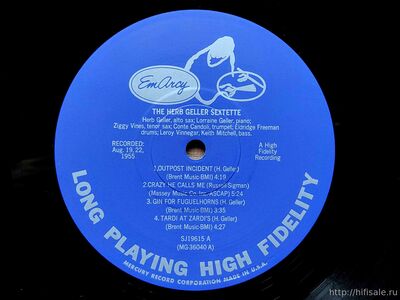 EmArcy
THE HERB GELLER SEXTETTE
Herb Geller, alto sax; Lorraine Geller, piano;
Ziggy Vines, tenor sax; Conte Candoli, trumpet; Eldridge Freeman
drums; Leroy Vinnegar, Keith Mitchell, bass.
RECORDED:
Aug. 19, 22,
1955
A High
Fidelity
Recording
1.OUTPOST INCIDENT (H. Geller)
(Brent Music-BMI) 4:19
2.CRAZY HE CALLS ME (Russell-Sigman)
(Massey Music Co. Inc. ASCAP) 5:24
3. GIN FOR FUGUELHORNS (H. Geller)
(Brent Music-BMI) 3:35
4. TARDI AT ZARDI'S (H. Geller)
(Brent Music-BMI) 4:27
SJ19615 A
(MG 36040 A)
LONG PLAYING HIGH FIDELITY
MERCURY RECORD CORPORATION MADE IN U.S.A.
http://hifisale.ru